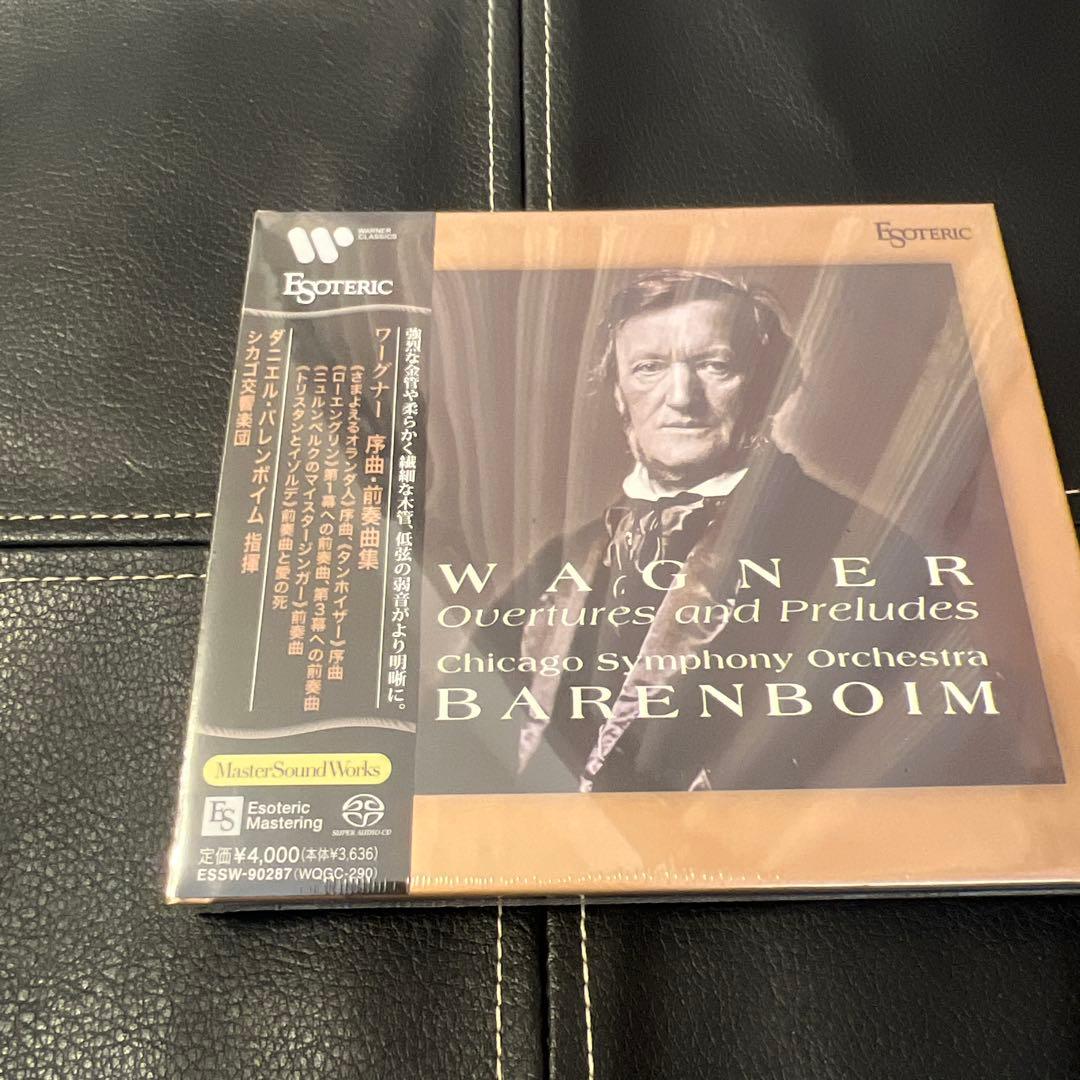 WARNER
CLASSICS
ESOTERIC
強烈な金管や柔らかく繊細な木管、低弦の弱音がより明晰に。
ワーグナー 序曲・前奏曲集
《さまよえるオランダ人》序曲、《タンホイザー》序曲
《ローエングリン》第1幕への前奏曲、第3幕への前奏曲
《ニュルンベルクのマイスタージンガー》前奏曲
《トリスタンとイゾルデ》前奏曲と愛の死
ダニエル・バレンボイム 指揮
シカゴ交響楽団
MasterSoundWorks
ES
Esoteric
Mastering
SUPER AUDIO CD
定価¥4,000(本体¥3,636)
ESSW-90287(WQGC-290)
ESOTERIC
WAGNER
Overtures and Preludes
Chicago Symphony Orchestra
BARENBOIM